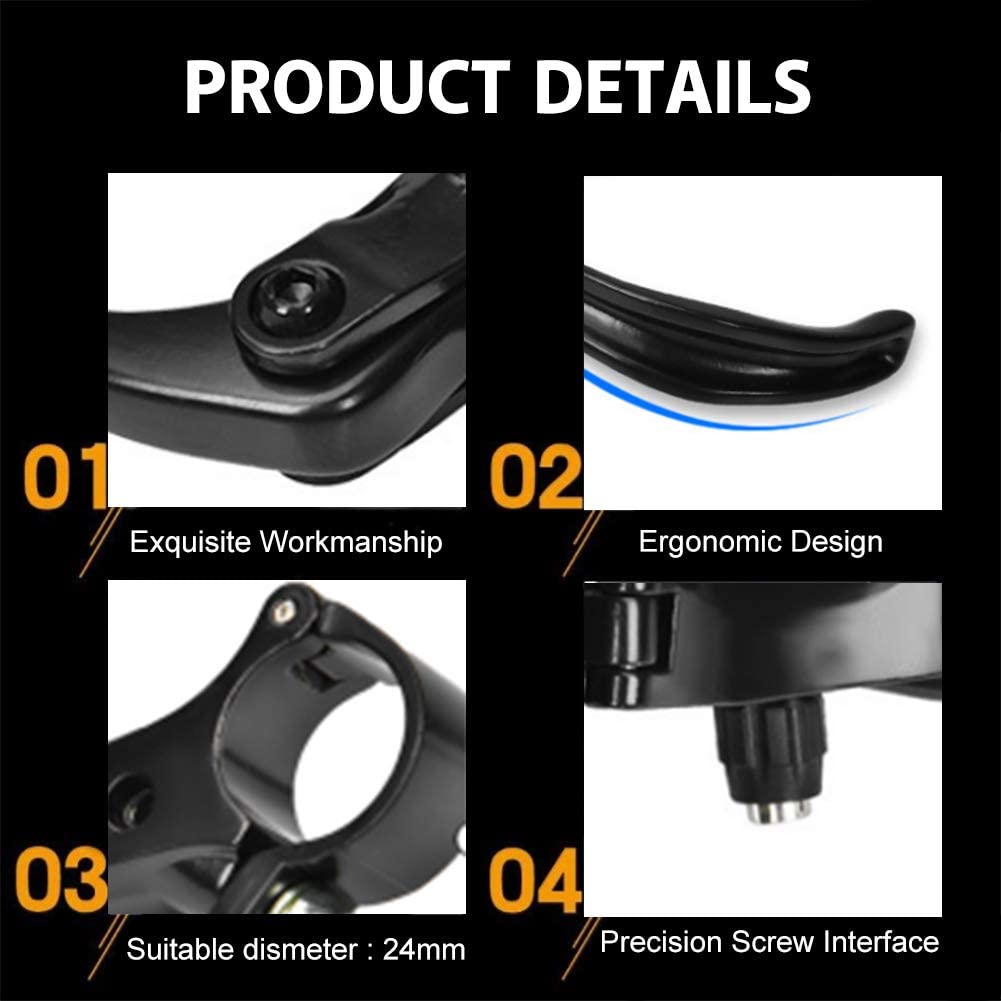 PRODUCT DETAILS
01
Exquisite Workmanship
02
Ergonomic Design
03
Suitable dismeter : 24mm
04
Precision Screw Interface